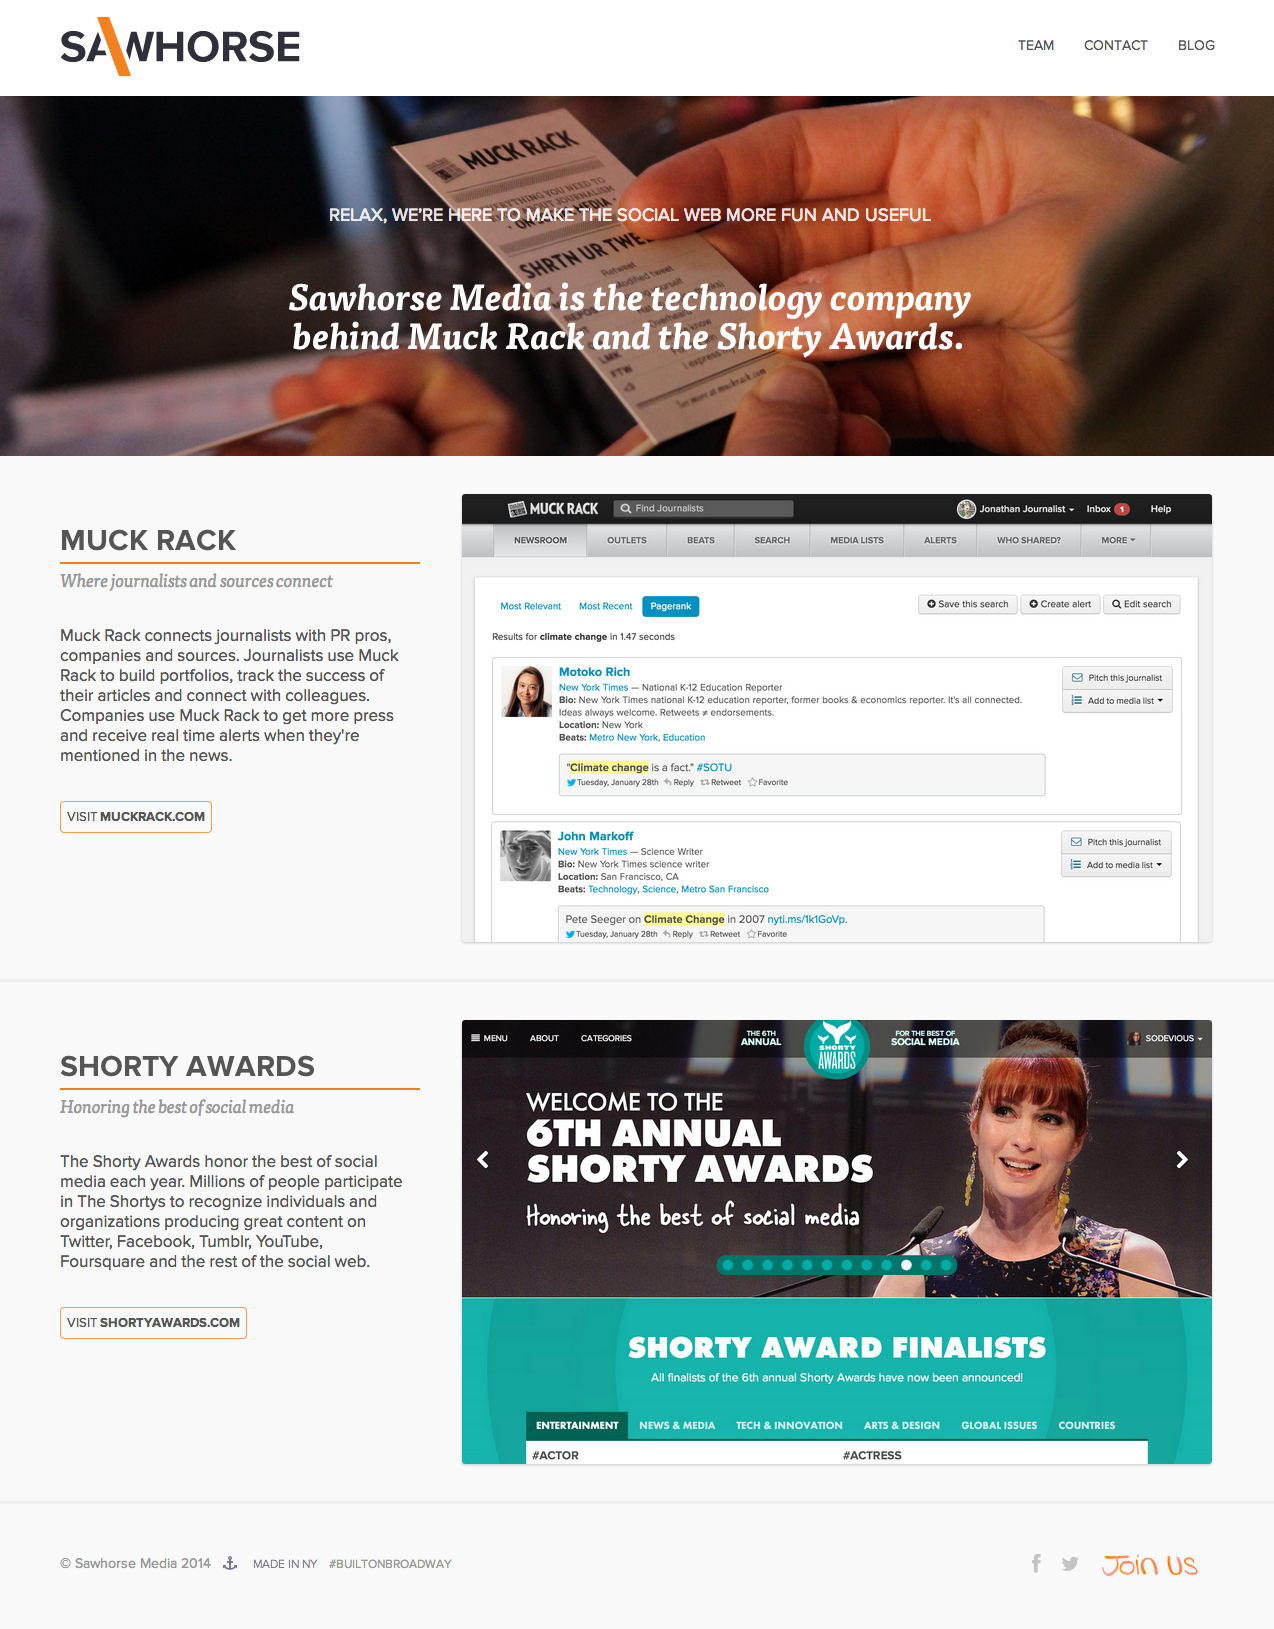 SAWHORSE
TEAM CONTACT BLOG
MUCK RACK
EVERYTHING YOU NEED TO
SHRTN UR TWEE
Retweet
Modified tweet
LMK
FTW
<3
See more at muckrack.com
RELAX, WE'RE HERE TO MAKE THE SOCIAL WEB MORE FUN AND USEFUL
Sawhorse Media is the technology company
behind Muck Rack and the Shorty Awards.
MUCK RACK
Where journalists and sources connect
Muck Rack connects journalists with PR pros,
companies and sources. Journalists use Muck
Rack to build portfolios, track the success of
their articles and connect with colleagues.
Companies use Muck Rack to get more press
and receive real time alerts when they're
mentioned in the news.
VISIT MUCKRACK.COM
MUCK RACK Find Journalists Jonathan Journalist Inbox 1 Help
NEWSROOM OUTLETS BEATS SEARCH MEDIA LISTS ALERTS WHO SHARED? MORE
Most Relevant Most Recent Pagerank Save this search Create alert Edit search
Results for climate change in 1.47 seconds
Motoko Rich
Pitch this journalist
New York Times — National K-12 Education Reporter
Bio: New York Times national K-12 education reporter, former books & economics reporter. It's all connected.
Add to media list
Ideas always welcome. Retweets ≠ endorsements.
Location: New York
Beats: Metro New York, Education
"Climate change is a fact." #SOTU
Tuesday, January 28th Reply Retweet Favorite
John Markoff
Pitch this journalist
New York Times — Science Writer
Bio: New York Times science writer
Add to media list
Location: San Francisco, CA
Beats: Technology, Science, Metro San Francisco
Pete Seeger on Climate Change in 2007 nyti.ms/1k1GoVp.
Tuesday, January 28th Reply Retweet Favorite
SHORTY AWARDS
Honoring the best of social media
The Shorty Awards honor the best of social
media each year. Millions of people participate
in The Shortys to recognize individuals and
organizations producing great content on
Twitter, Facebook, Tumblr, YouTube,
Foursquare and the rest of the social web.
VISIT SHORTYAWARDS.COM
MENU ABOUT CATEGORIES
THE 6TH
ANNUAL
SHORTY
AWARDS
FOR THE BEST OF
SOCIAL MEDIA
SODEVIOUS
WELCOME TO THE
6TH ANNUAL
SHORTY AWARDS
Honoring the best of social media
SHORTY AWARD FINALISTS
All finalists of the 6th annual Shorty Awards have now been announced!
ENTERTAINMENT NEWS & MEDIA TECH & INNOVATION ARTS & DESIGN GLOBAL ISSUES COUNTRIES
#ACTOR #ACTRESS
© Sawhorse Media 2014 MADE IN NY #BUILTONBROADWAY
Join US